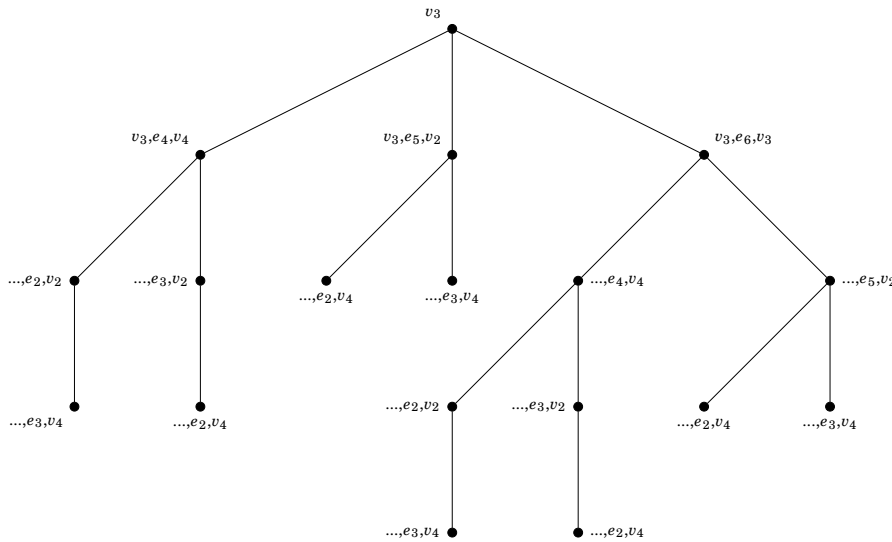 v₃
v₃,e₄,v₄
v₃,e₅,v₂
v₃,e₆,v₃
...,e₂,v₂
...,e₃,v₂
...,e₂,v₄
...,e₃,v₄
...,e₄,v₄
...,e₅,v₂
...,e₃,v₄
...,e₂,v₄
...,e₂,v₂
...,e₃,v₂
...,e₂,v₄
...,e₃,v₄
...,e₃,v₄
...,e₂,v₄